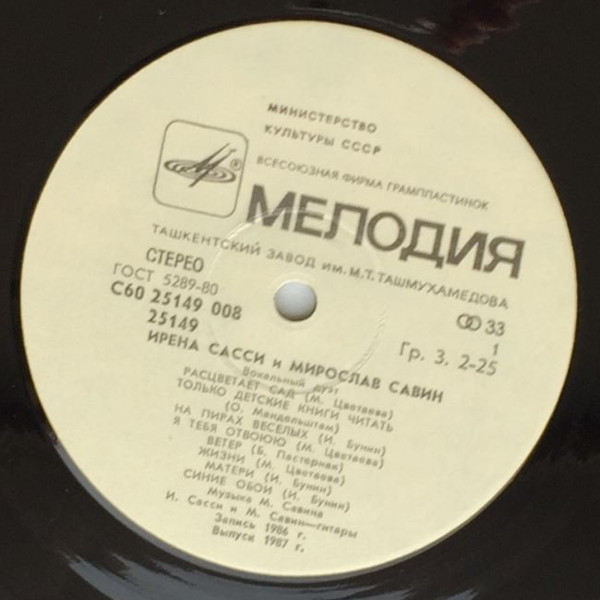 МИНИСТЕРСТВО
КУЛЬТУРЫ СССР
ВСЕСОЮЗНАЯ ФИРМА ГРАМПЛАСТИНОК
®
МЕЛОДИЯ
ТАШКЕНТСКИЙ ЗАВОД ИМ. М.Т. ТАШМУХАМЕДОВА
СТЕРЕО
33
ГОСТ 5289-80
1
С60 25149 008
Гр. 3. 2-25
25149
ИРЕНА САССИ и МИРОСЛАВ САВИН
Вокальный дуэт
РАСЦВЕТАЕТ САД (М. Цветаева)
ТОЛЬКО ДЕТСКИЕ КНИГИ ЧИТАТЬ
(О. Мандельштам)
НА ПИРАХ ВЕСЕЛЫХ (И. Бунин)
Я ТЕБЯ ОТВОЮЮ (М. Цветаева)
ВЕТЕР (Б. Пастернак)
ЖИЗНИ (М. Цветаева)
МАТЕРИ (И. Бунин)
СИНИЕ ОБОИ (И. Бунин)
Музыка М. Савина
И. Сасси и М. Савин—гитары
Запись 1986 г.
Выпуск 1987 г.